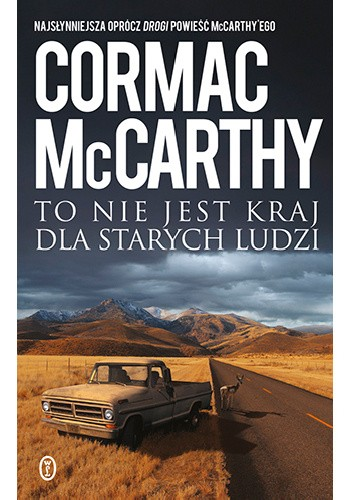 NAJSŁYNNIEJSZA OPRÓCZ DROGI POWIEŚĆ McCARTHY'EGO
CORMAC
McCARTHY
TO NIE JEST KRAJ
DLA STARYCH LUDZI